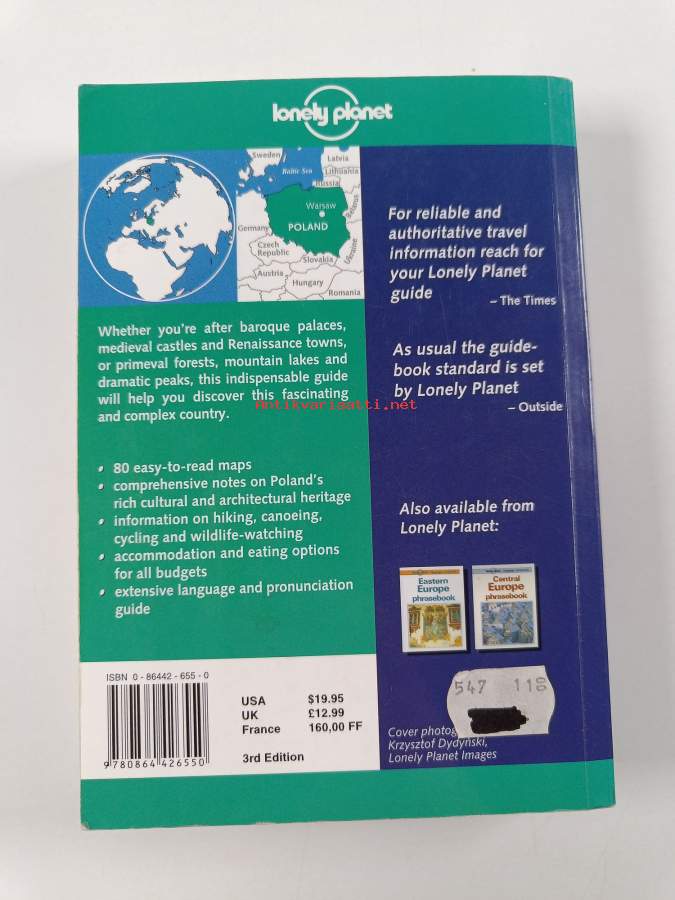 lonely planet
Sweden
Latvia
Baltic Sea
Lithuania
Russia
Belarus
Warsaw
POLAND
Germany
Czech
Republic
Ukraine
Slovakia
Austria
Hungary
Romania
Whether you're after baroque palaces,
medieval castles and Renaissance towns,
or primeval forests, mountain lakes and
dramatic peaks, this indispensable guide
will help you discover this fascinating
and complex country.
• 80 easy-to-read maps
• comprehensive notes on Poland's
rich cultural and architectural heritage
• information on hiking, canoeing,
cycling and wildlife-watching
• accommodation and eating options
for all budgets
• extensive language and pronunciation
guide
ISBN 0 - 86442 - 655 - 0
9 780864 426550
USA $19.95
UK £12.99
France 160,00 FF
3rd Edition
For reliable and
authoritative travel
information reach for
your Lonely Planet
guide
– The Times
As usual the guide-
book standard is set
by Lonely Planet
– Outside
Also available from
Lonely Planet:
Eastern
Europe
phrasebook
Central
Europe
phrasebook
547 118
Cover photog
Krzysztof Dydyński,
Lonely Planet Images
Antikvariaatti.net